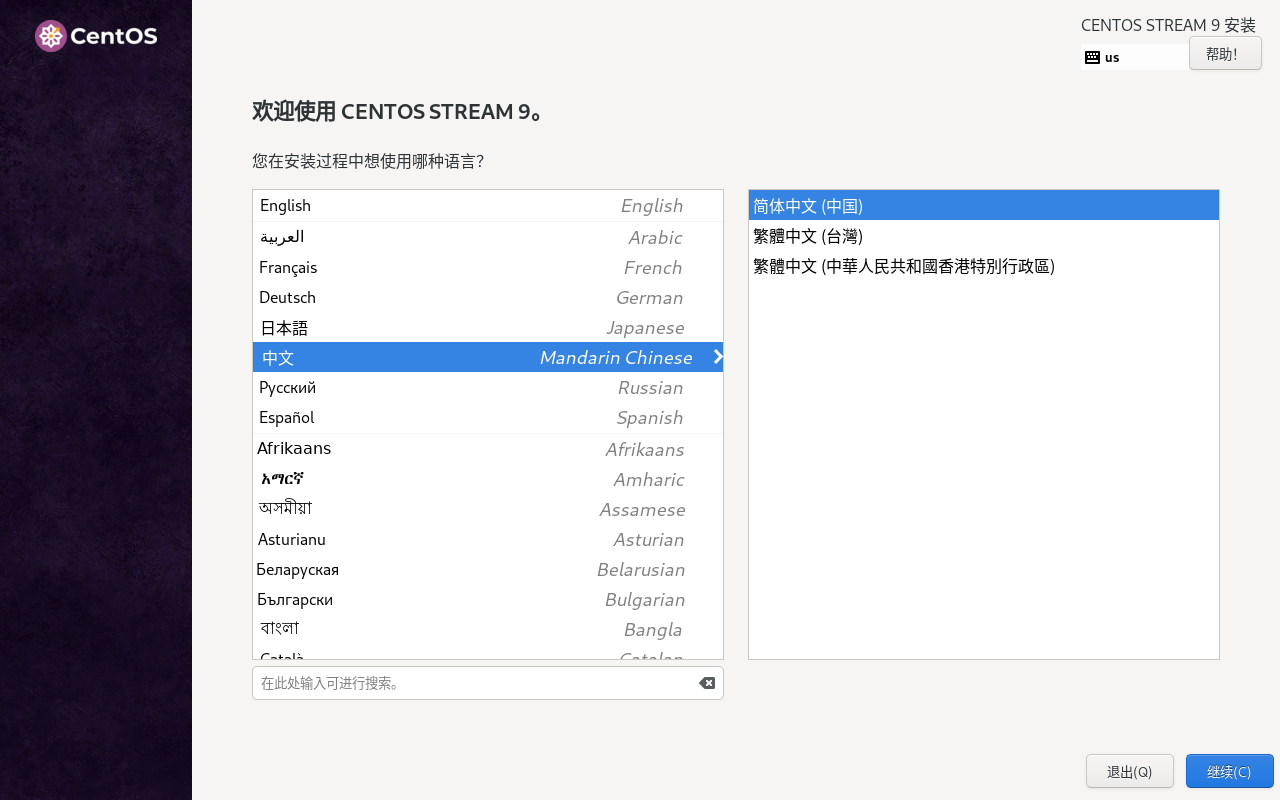 CentOS
CENTOS STREAM 9 安装
us
帮助！
欢迎使用 CENTOS STREAM 9。
您在安装过程中想使用哪种语言？
English English
العربية Arabic
Français French
Deutsch German
日本語 Japanese
中文 Mandarin Chinese
Русский Russian
Español Spanish
Afrikaans Afrikaans
አማርኛ Amharic
অসমীয়া Assamese
Asturianu Asturian
Беларуская Belarusian
Български Bulgarian
বাংলা Bangla
Català Catalan
在此处输入可进行搜索。
简体中文 (中国)
繁體中文 (台灣)
繁體中文 (中華人民共和國香港特別行政區)
退出(Q)
继续(C)